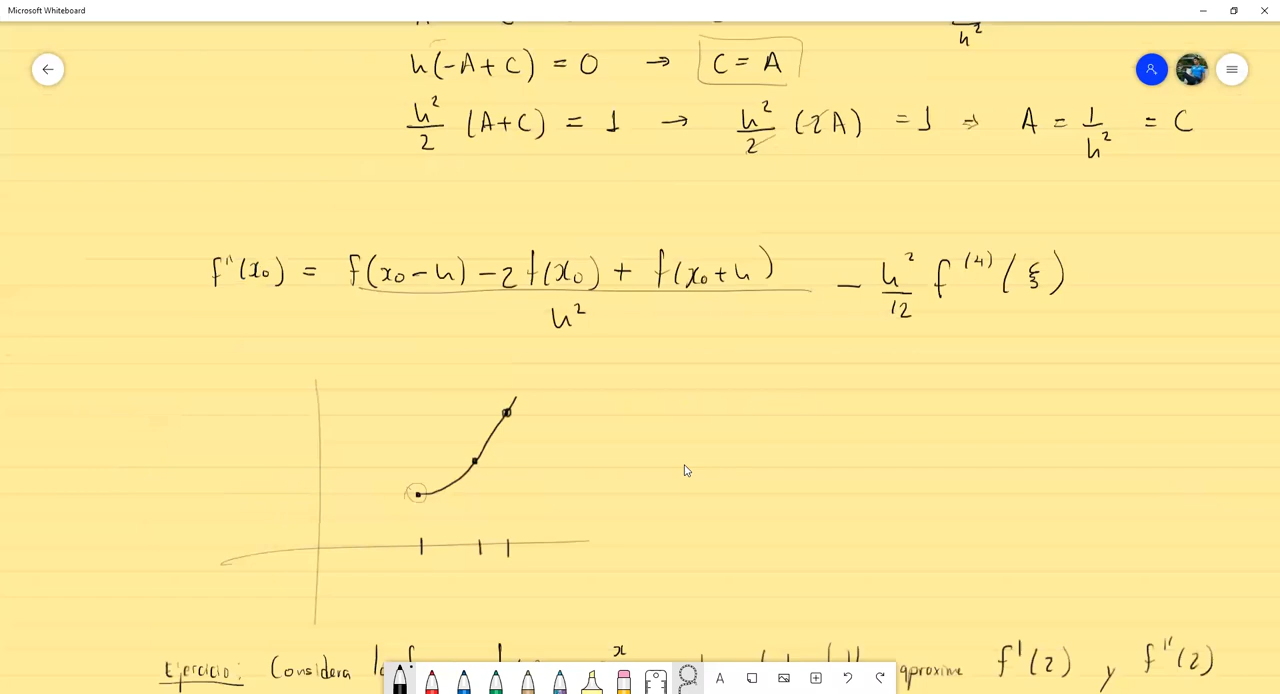 Microsoft Whiteboard
h²
h(-A+C) = 0 → C = A
h²/2 (A+C) = 1 → h²/2 (2A) = 1 ⇒ A = 1/h² = C
f''(x₀) = f(x₀-h) - 2f(x₀) + f(x₀+h) / h² - h²/12 f⁽⁴⁾(ξ)
Ejercicio: Considera x aproxime f'(2) y f''(2)